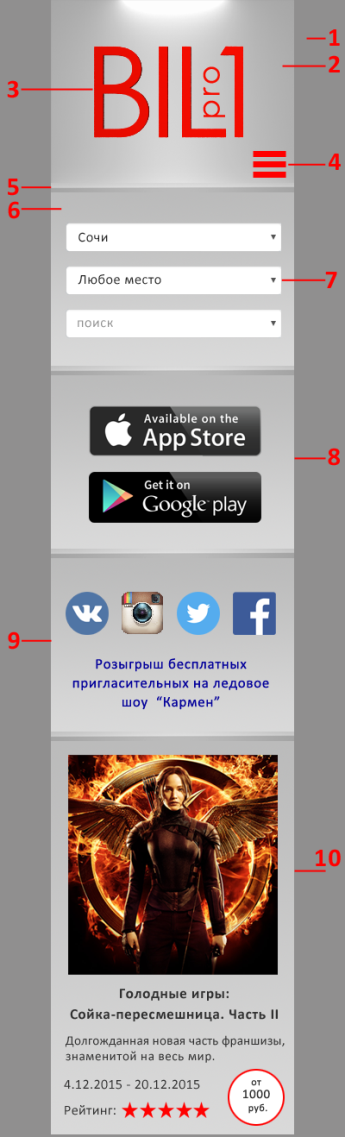 1
2
BIL1
pro
3
4
5
6
Сочи
Любое место
7
поиск
Available on the
App Store
8
Get it on
Google play
9
Розыгрыш бесплатных
пригласительных на ледовое
шоу "Кармен"
10
Голодные игры:
Сойка-пересмешница. Часть II
Долгожданная новая часть франшизы,
знаменитой на весь мир.
4.12.2015 - 20.12.2015
Рейтинг:
от
1000
руб.